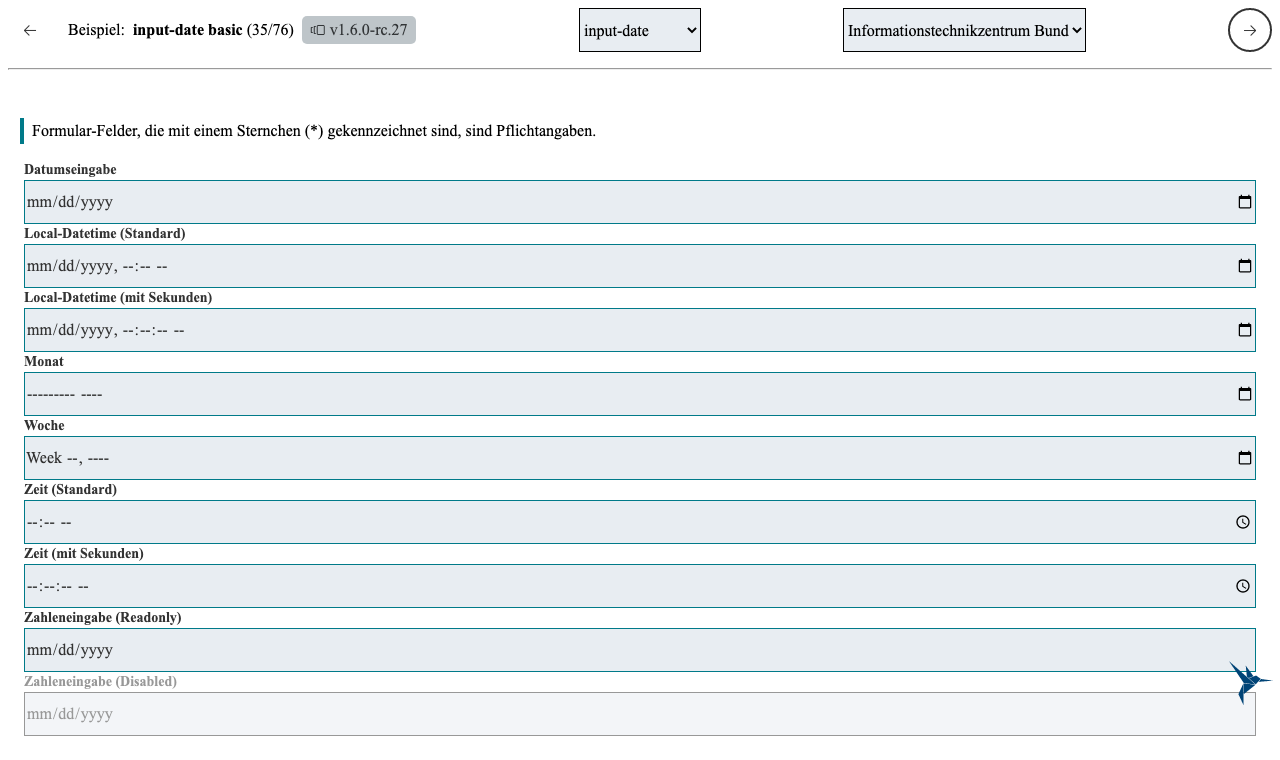 Beispiel: input-date basic (35/76) v1.6.0-rc.27 input-date Informationstechnikzentrum Bund
Formular-Felder, die mit einem Sternchen (*) gekennzeichnet sind, sind Pflichtangaben.
Datumseingabe
mm/dd/yyyy
Local-Datetime (Standard)
mm/dd/yyyy, --:-- --
Local-Datetime (mit Sekunden)
mm/dd/yyyy, --:--:-- --
Monat
--------- ----
Woche
Week --, ----
Zeit (Standard)
--:-- --
Zeit (mit Sekunden)
--:--:-- --
Zahleneingabe (Readonly)
mm/dd/yyyy
Zahleneingabe (Disabled)
mm/dd/yyyy